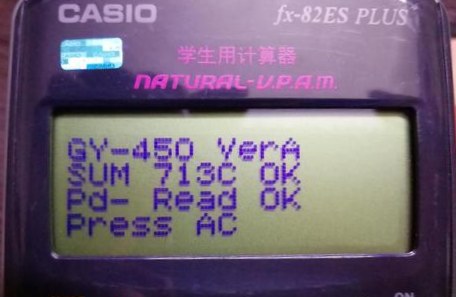 CASIO
fx-82ES PLUS
学生用计算器
NATURAL-V.P.A.M.
GY-450 VerA
SUM 713C OK
Pd- Read OK
Press AC
ON